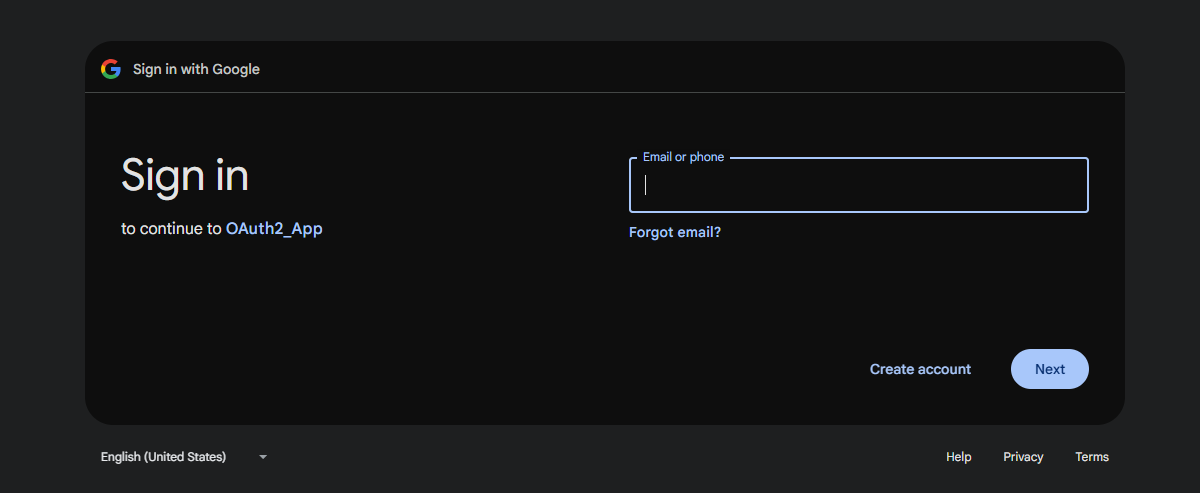 Sign in with Google
Sign in
to continue to OAuth2_App
Email or phone
Forgot email?
Create account
Next
English (United States)
Help
Privacy
Terms